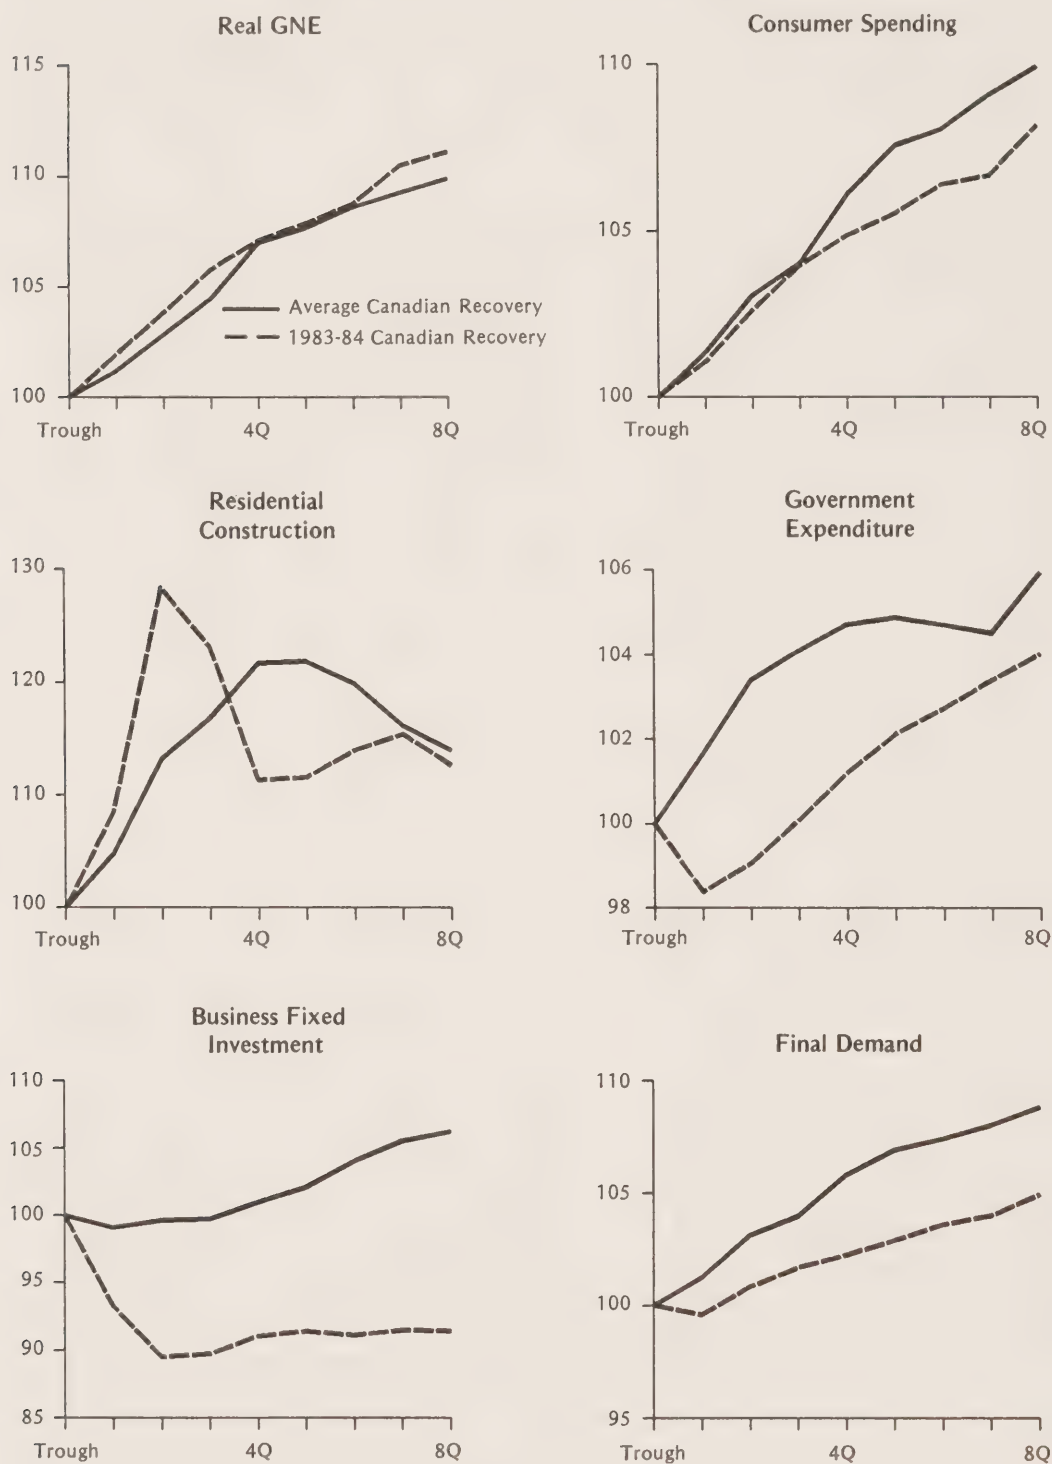 Real GNE
115
110
105
100
Average Canadian Recovery
1983-84 Canadian Recovery
Trough 4Q 8Q
Consumer Spending
110
105
100
Trough 4Q 8Q
Residential
Construction
130
120
110
100
Trough 4Q 8Q
Government
Expenditure
106
104
102
100
98
Trough 4Q 8Q
Business Fixed
Investment
110
105
100
95
90
85
Trough 4Q 8Q
Final Demand
110
105
100
95
Trough 4Q 8Q